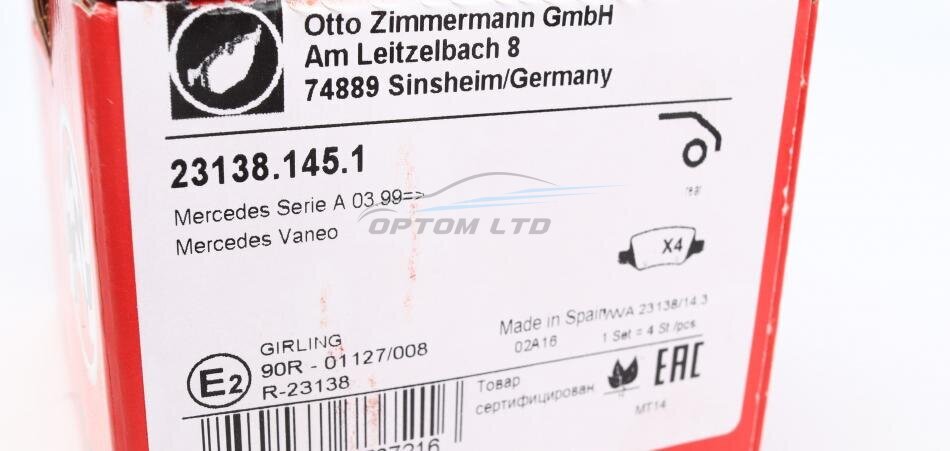 Otto Zimmermann GmbH
Am Leitzelbach 8
74889 Sinsheim/Germany
23138.145.1
Mercedes Serie A 03.99=>
Mercedes Vaneo
OPTOM LTD
rear
X4
Made in Spain
WVA 23138/14.3
02A16
1 Set = 4 St./pcs.
GIRLING
90R - 01127/008
R-23138
E2
Товар
сертифицирован
EAC
MT14